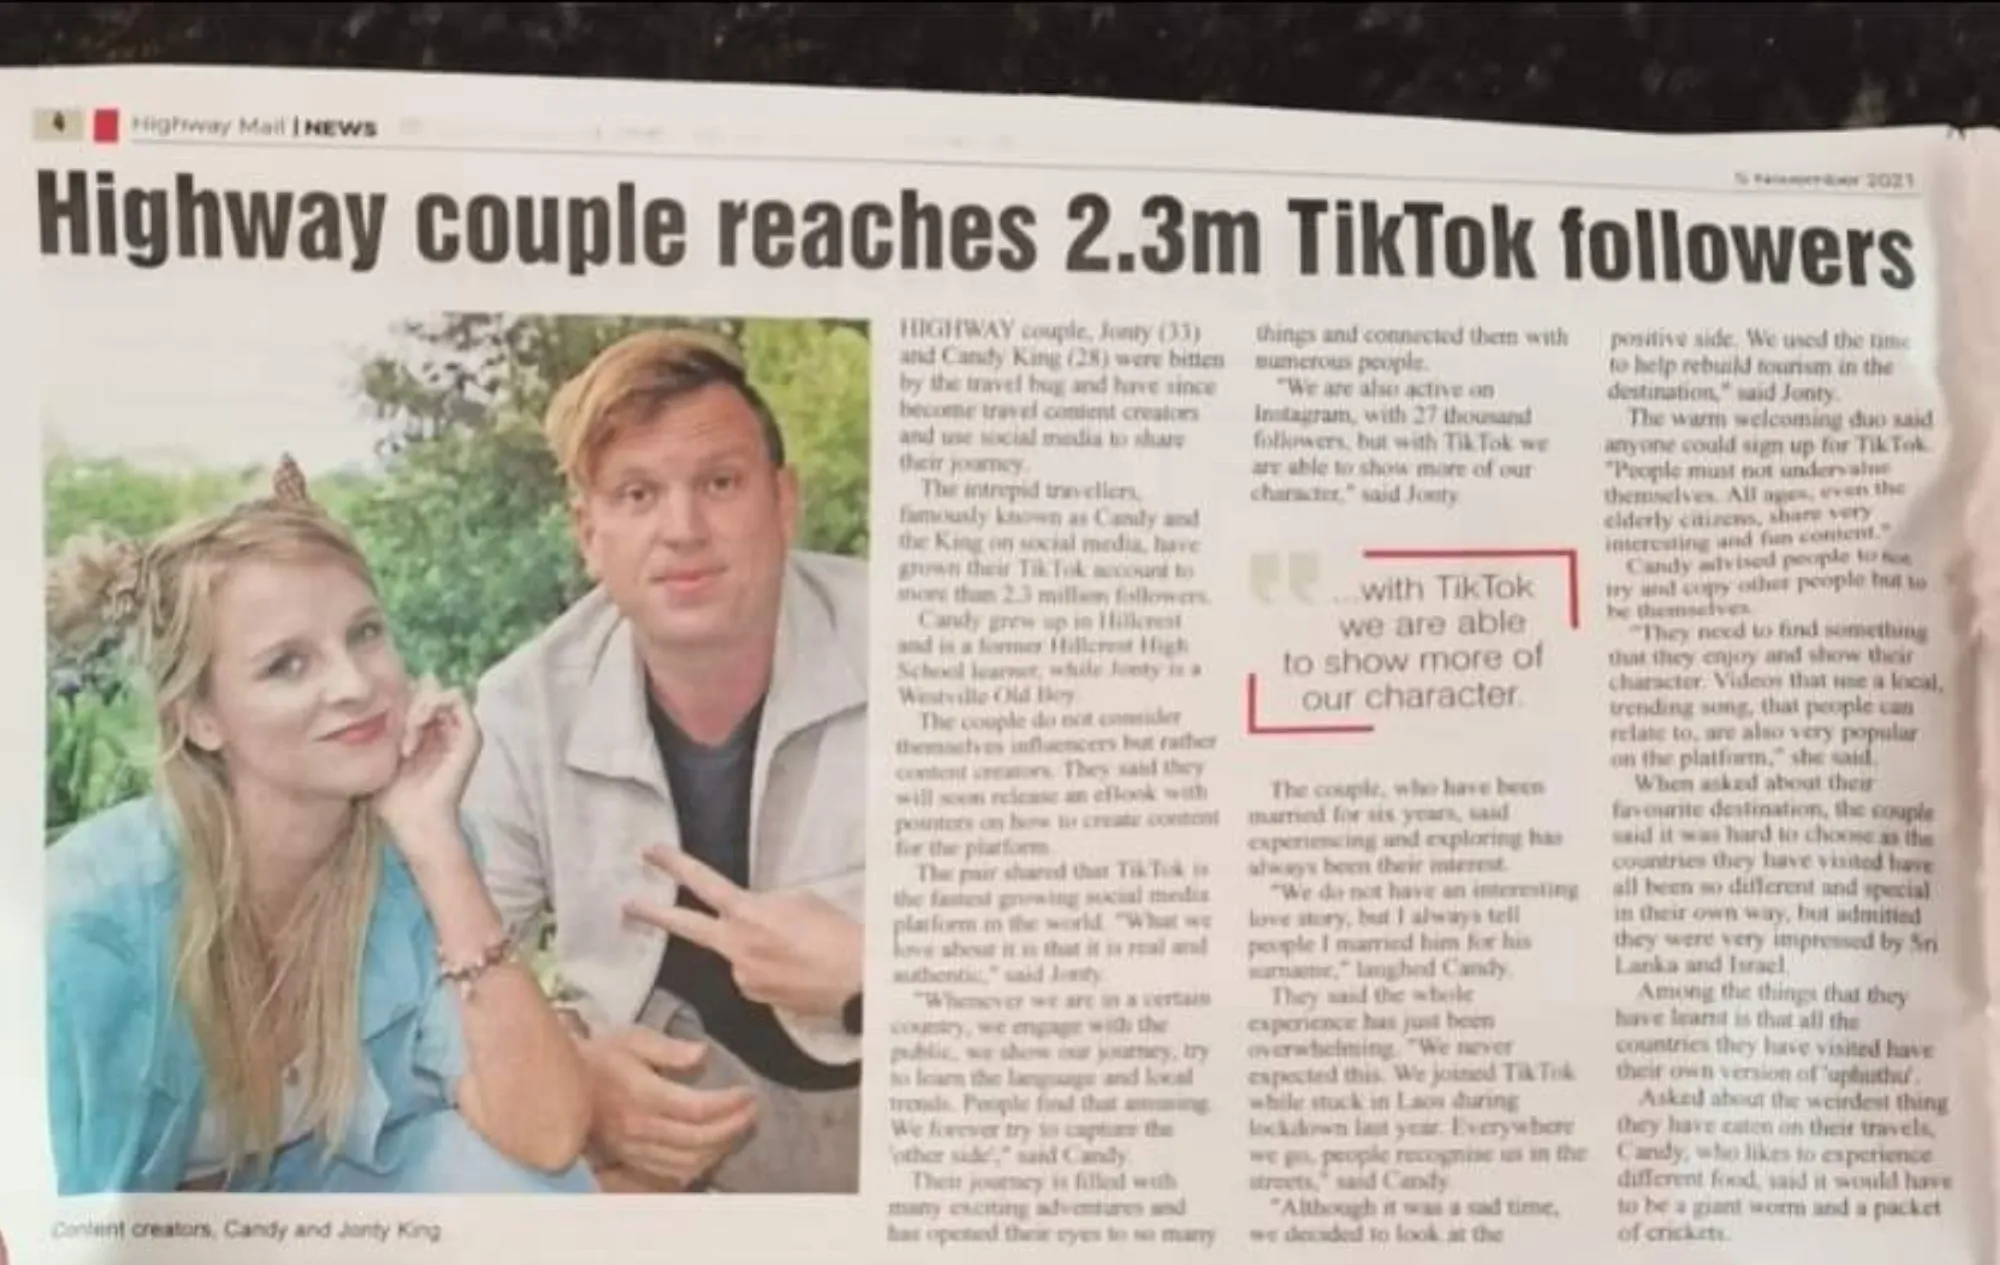 4
Highway Mail | NEWS
5 November 2021
Highway couple reaches 2.3m TikTok followers
Content creators, Candy and Jonty King
HIGHWAY couple, Jonty (33)
and Candy King (28) were bitten
by the travel bug and have since
become travel content creators
and use social media to share
their journey.
The intrepid travellers,
famously known as Candy and
the King on social media, have
grown their TikTok account to
more than 2.3 million followers.
Candy grew up in Hillcrest
and is a former Hillcrest High
School learner, while Jonty is a
Westville Old Boy.
The couple do not consider
themselves influencers but rather
content creators. They said they
will soon release an eBook with
pointers on how to create content
for the platform.
The pair shared that TikTok is
the fastest growing social media
platform in the world. "What we
love about it is that it is real and
authentic," said Jonty.
"Whenever we are in a certain
country, we engage with the
public, we show our journey, try
to learn the language and local
trends. People find that amusing.
We forever try to capture the
'other side'," said Candy.
Their journey is filled with
many exciting adventures and
has opened their eyes to so many
things and connected them with
numerous people.
"We are also active on
Instagram, with 27 thousand
followers, but with TikTok we
are able to show more of our
character," said Jonty
...with TikTok
we are able
to show more of
our character.
The couple, who have been
married for six years, said
experiencing and exploring has
always been their interest.
"We do not have an interesting
love story, but I always tell
people I married him for his
surname," laughed Candy.
They said the whole
experience has just been
overwhelming. "We never
expected this. We joined TikTok
while stuck in Laos during
lockdown last year. Everywhere
we go, people recognise us in the
streets," said Candy
"Although it was a sad time,
we decided to look at the
positive side. We used the time
to help rebuild tourism in the
destination," said Jonty.
The warm welcoming duo said
anyone could sign up for TikTok.
"People must not undervalue
themselves. All ages, even the
elderly citizens, share very
interesting and fun content."
Candy advised people to not
try and copy other people but to
be themselves.
"They need to find something
that they enjoy and show their
character. Videos that use a local,
trending song, that people can
relate to, are also very popular
on the platform," she said.
When asked about their
favourite destination, the couple
said it was hard to choose as the
countries they have visited have
all been so different and special
in their own way, but admitted
they were very impressed by Sri
Lanka and Israel.
Among the things that they
have learnt is that all the
countries they have visited have
their own version of 'uphuthu'.
Asked about the weirdest thing
they have eaten on their travels,
Candy, who likes to experience
different food, said it would have
to be a giant worm and a packet
of crickets.